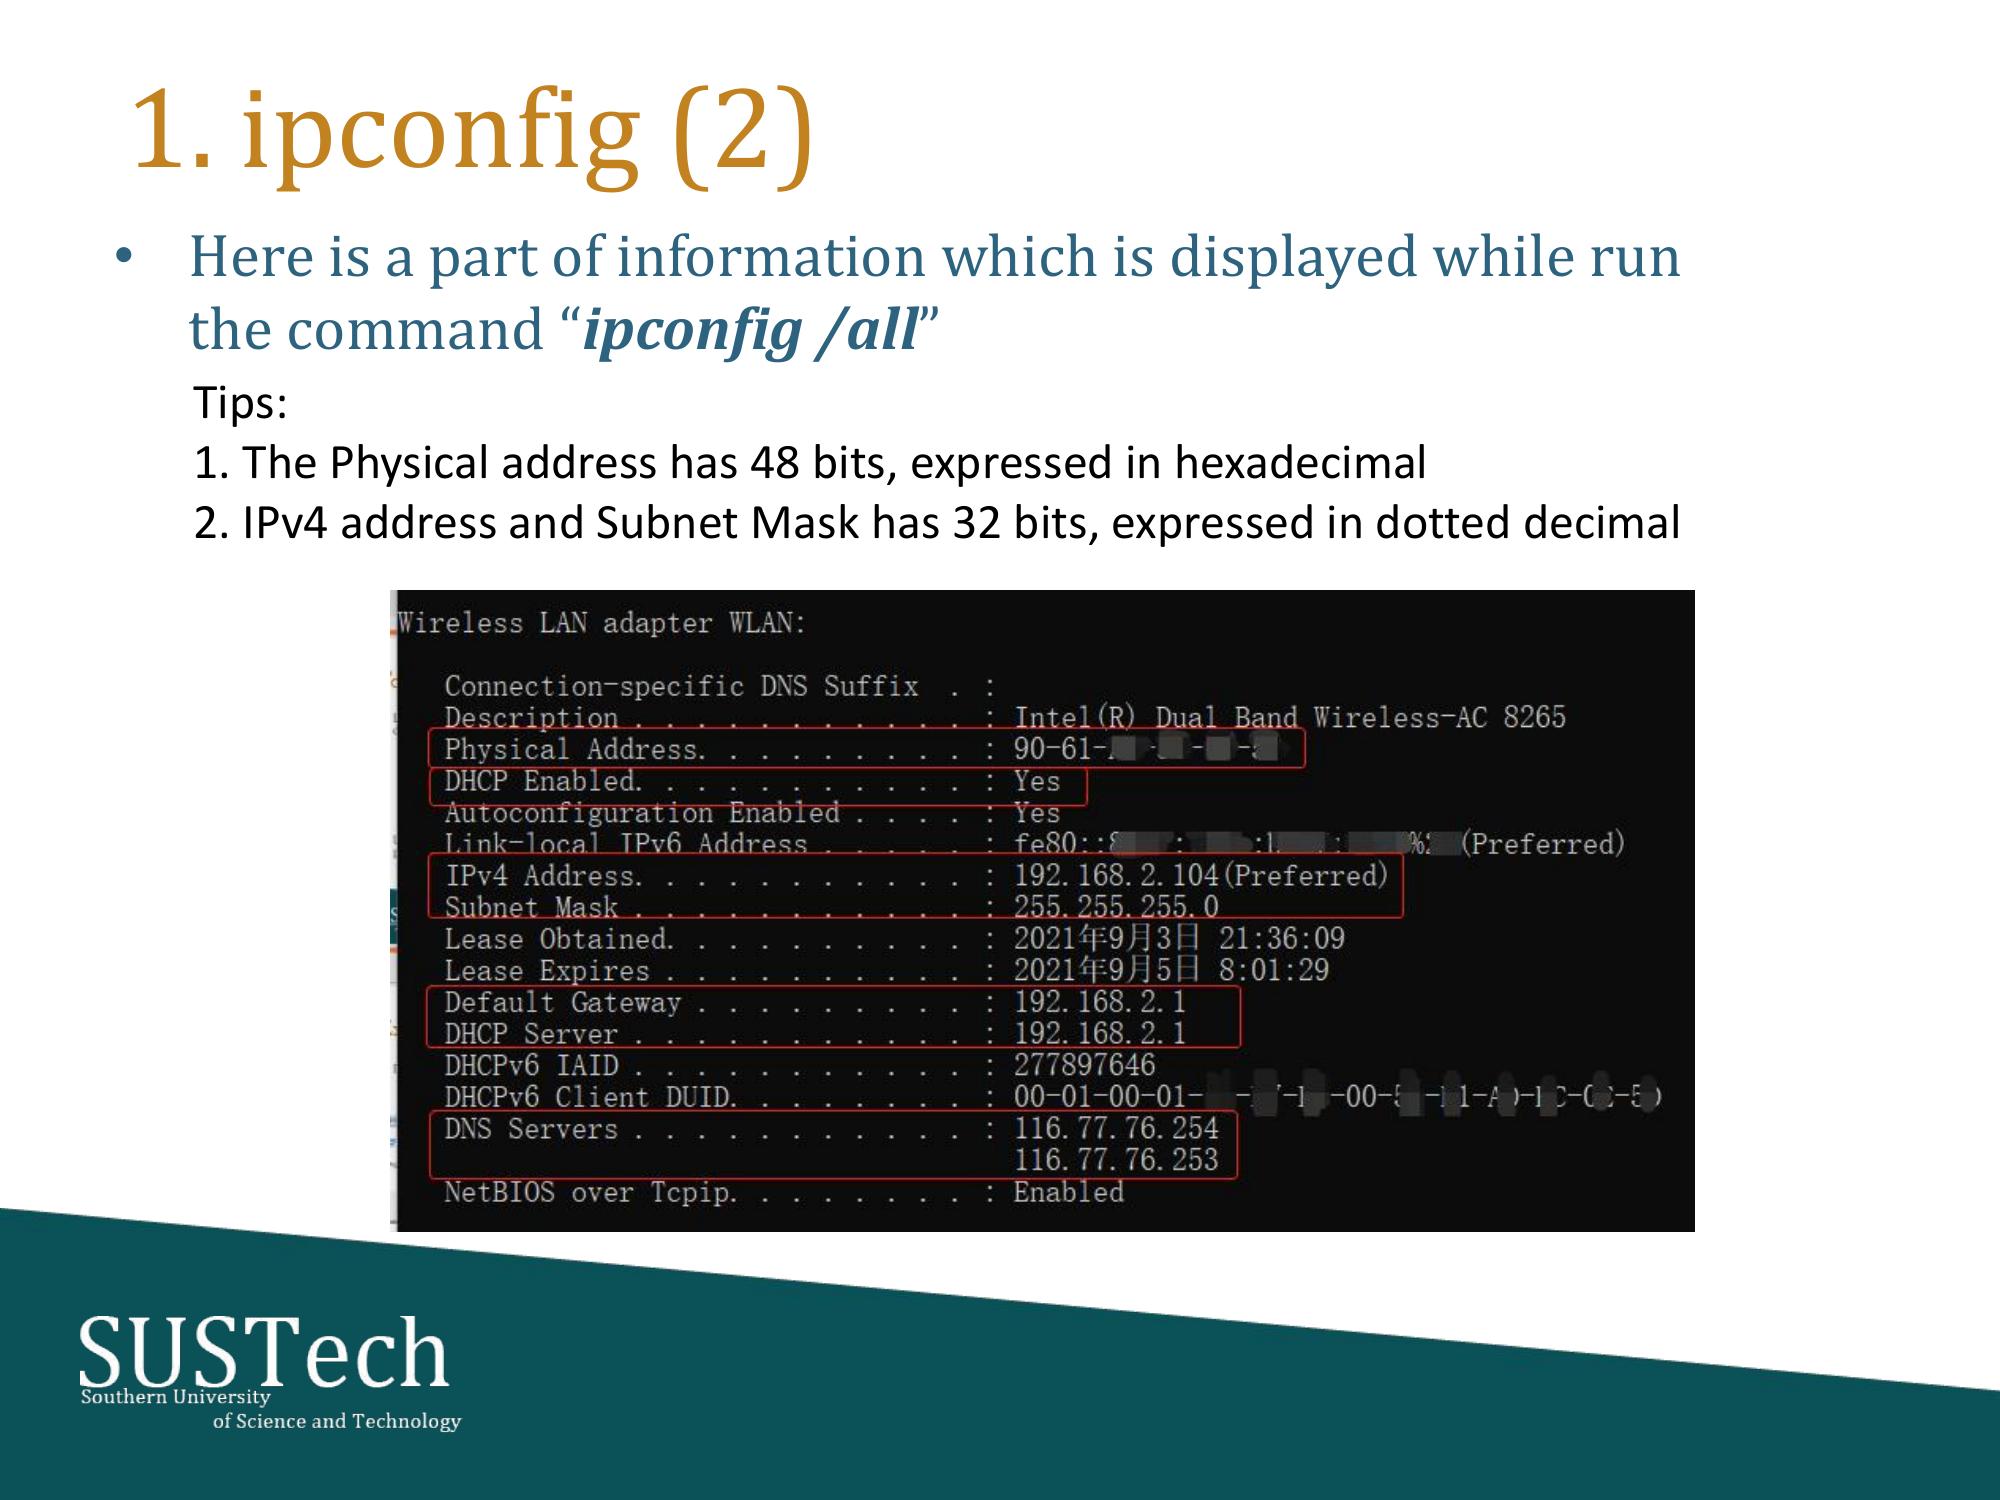 1. ipconfig (2)
• Here is a part of information which is displayed while run
the command “ipconfig /all”
Tips:
1. The Physical address has 48 bits, expressed in hexadecimal
2. IPv4 address and Subnet Mask has 32 bits, expressed in dotted decimal
Wireless LAN adapter WLAN:
Connection-specific DNS Suffix . :
Description . . . . . . . . . . . : Intel(R) Dual Band Wireless-AC 8265
Physical Address. . . . . . . . . : 90-61-
DHCP Enabled. . . . . . . . . . . : Yes
Autoconfiguration Enabled . . . . : Yes
Link-local IPv6 Address . . . . . : fe80:: (Preferred)
IPv4 Address. . . . . . . . . . . : 192.168.2.104(Preferred)
Subnet Mask . . . . . . . . . . . : 255.255.255.0
Lease Obtained. . . . . . . . . . : 2021年9月3日 21:36:09
Lease Expires . . . . . . . . . . : 2021年9月5日 8:01:29
Default Gateway . . . . . . . . . : 192.168.2.1
DHCP Server . . . . . . . . . . . : 192.168.2.1
DHCPv6 IAID . . . . . . . . . . . : 277897646
DHCPv6 Client DUID. . . . . . . . : 00-01-00-01-
DNS Servers . . . . . . . . . . . : 116.77.76.254
116.77.76.253
NetBIOS over Tcpip. . . . . . . . : Enabled
SUSTech
Southern University
of Science and Technology